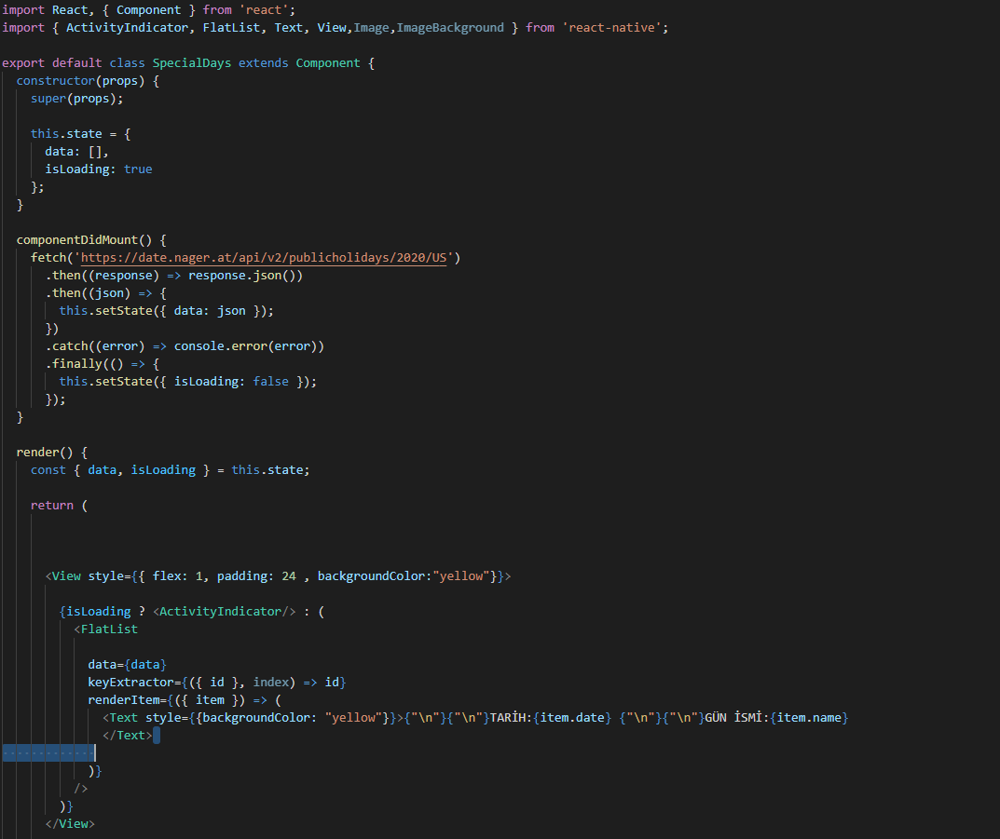 import React, { Component } from 'react';
import { ActivityIndicator, FlatList, Text, View,Image,ImageBackground } from 'react-native';
export default class SpecialDays extends Component {
constructor(props) {
super(props);
this.state = {
data: [],
isLoading: true
};
}
componentDidMount() {
fetch('https://date.nager.at/api/v2/publicholidays/2020/US')
.then((response) => response.json())
.then((json) => {
this.setState({ data: json });
})
.catch((error) => console.error(error))
.finally(() => {
this.setState({ isLoading: false });
});
}
render() {
const { data, isLoading } = this.state;
return (
<View style={{ flex: 1, padding: 24 , backgroundColor:"yellow"}}>
{isLoading ? <ActivityIndicator/> : (
<FlatList
data={data}
keyExtractor={({ id }, index) => id}
renderItem={({ item }) => (
<Text style={{backgroundColor: "yellow"}}>{"\n"}{"\n"}TARİH:{item.date} {"\n"}{"\n"}GÜN İSMİ:{item.name}
</Text>
)}
/>
)}
</View>